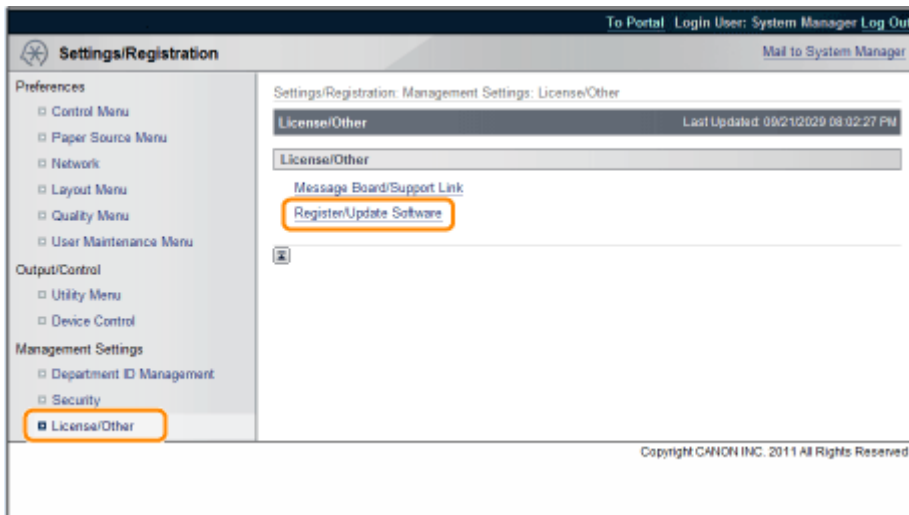 To Portal Login User: System Manager Log Out
Settings/Registration
Mail to System Manager
Preferences
Control Menu
Paper Source Menu
Network
Layout Menu
Quality Menu
User Maintenance Menu
Output/Control
Utility Menu
Device Control
Management Settings
Department ID Management
Security
License/Other
Settings/Registration: Management Settings: License/Other
License/Other
Last Updated: 09/21/2029 08:02:27 PM
License/Other
Message Board/Support Link
Register/Update Software
Copyright CANON INC. 2011 All Rights Reserved